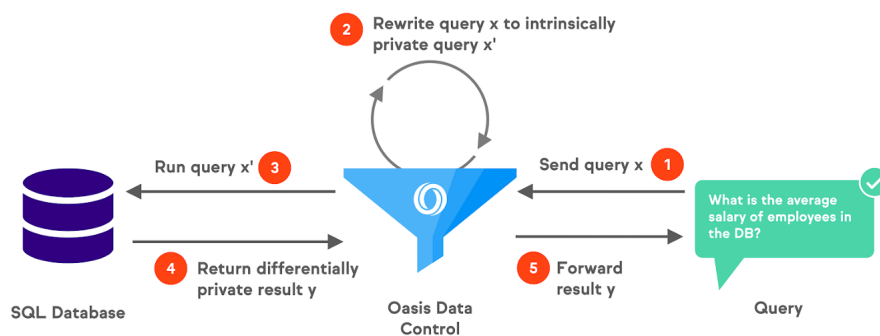 2
Rewrite query x to intrinsically
private query x'
Run query x'
3
Send query x
1
What is the average
salary of employees in
the DB?
4
Return differentially
private result y
5
Forward
result y
SQL Database
Oasis Data
Control
Query